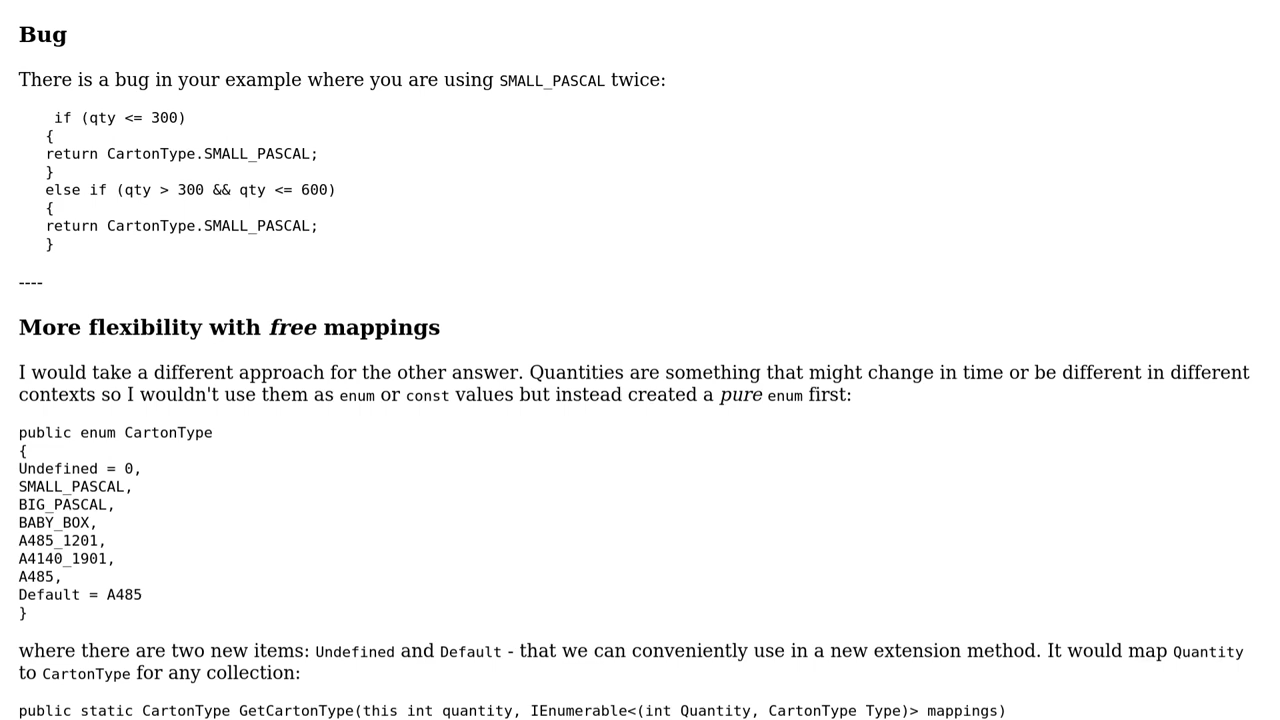 Bug
There is a bug in your example where you are using SMALL_PASCAL twice:
if (qty <= 300)
{
return CartonType.SMALL_PASCAL;
}
else if (qty > 300 && qty <= 600)
{
return CartonType.SMALL_PASCAL;
}
----
More flexibility with free mappings
I would take a different approach for the other answer. Quantities are something that might change in time or be different in different
contexts so I wouldn't use them as enum or const values but instead created a pure enum first:
public enum CartonType
{
Undefined = 0,
SMALL_PASCAL,
BIG_PASCAL,
BABY_BOX,
A485_1201,
A4140_1901,
A485,
Default = A485
}
where there are two new items: Undefined and Default - that we can conveniently use in a new extension method. It would map Quantity
to CartonType for any collection:
public static CartonType GetCartonType(this int quantity, IEnumerable<(int Quantity, CartonType Type)> mappings)